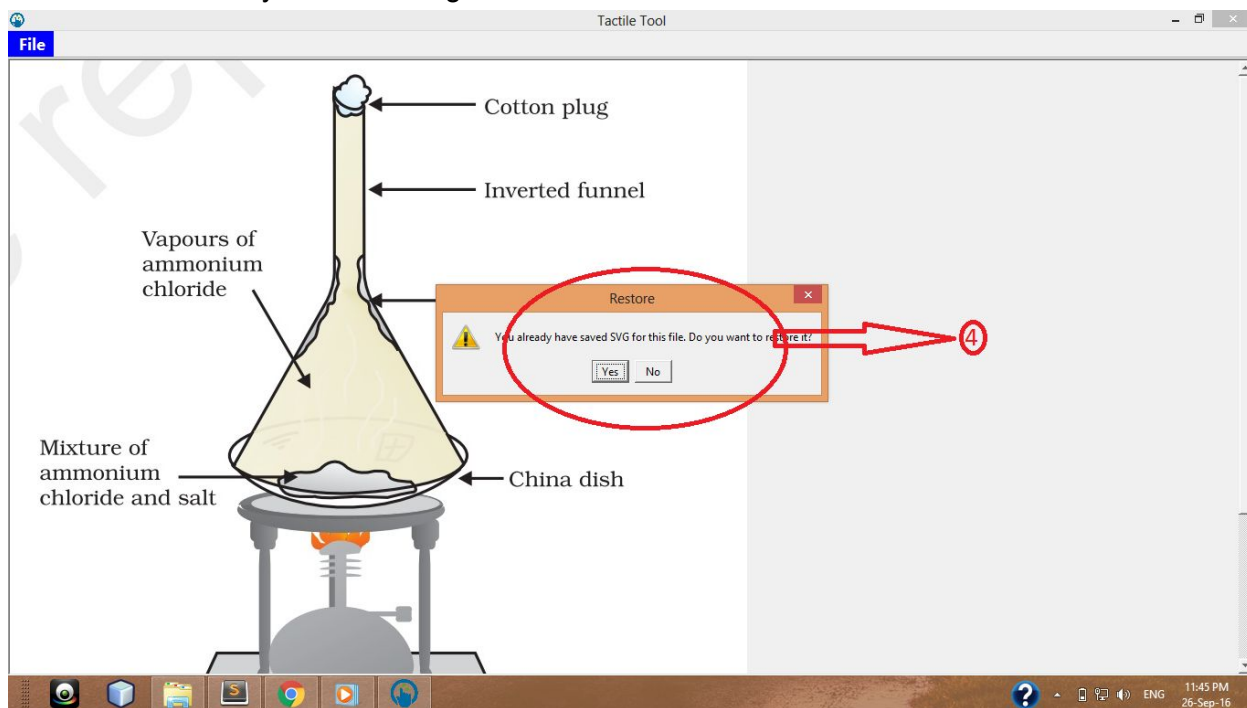 Tactile Tool
File
Cotton plug
Inverted funnel
Vapours of
ammonium
chloride
Restore
You already have saved SVG for this file. Do you want to restore it?
Yes No
4
Mixture of
ammonium
chloride and salt
China dish
S
ENG
11:45 PM
26-Sep-16